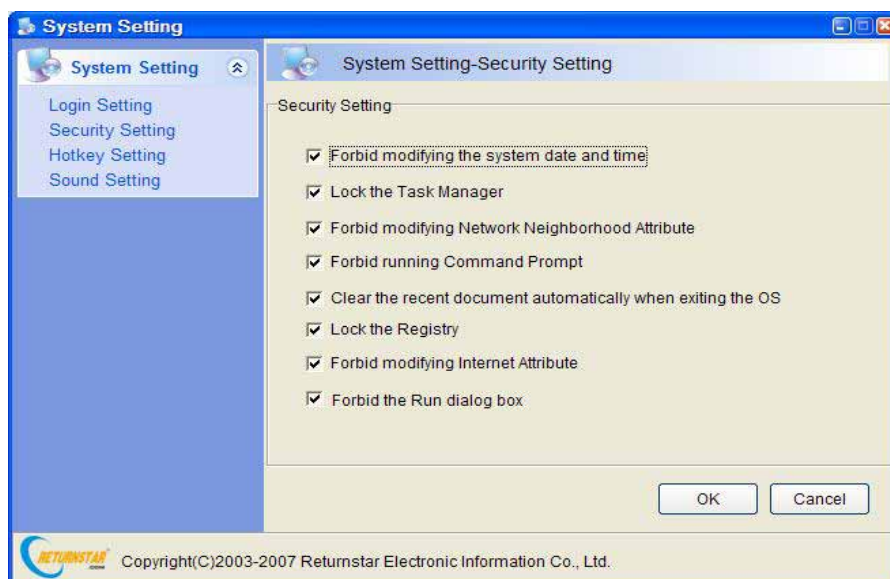 System Setting
System Setting
Login Setting
Security Setting
Hotkey Setting
Sound Setting
System Setting-Security Setting
Security Setting
Forbid modifying the system date and time
Lock the Task Manager
Forbid modifying Network Neighborhood Attribute
Forbid running Command Prompt
Clear the recent document automatically when exiting the OS
Lock the Registry
Forbid modifying Internet Attribute
Forbid the Run dialog box
OK
Cancel
RETURNSTAR
Copyright(C)2003-2007 Returnstar Electronic Information Co., Ltd.